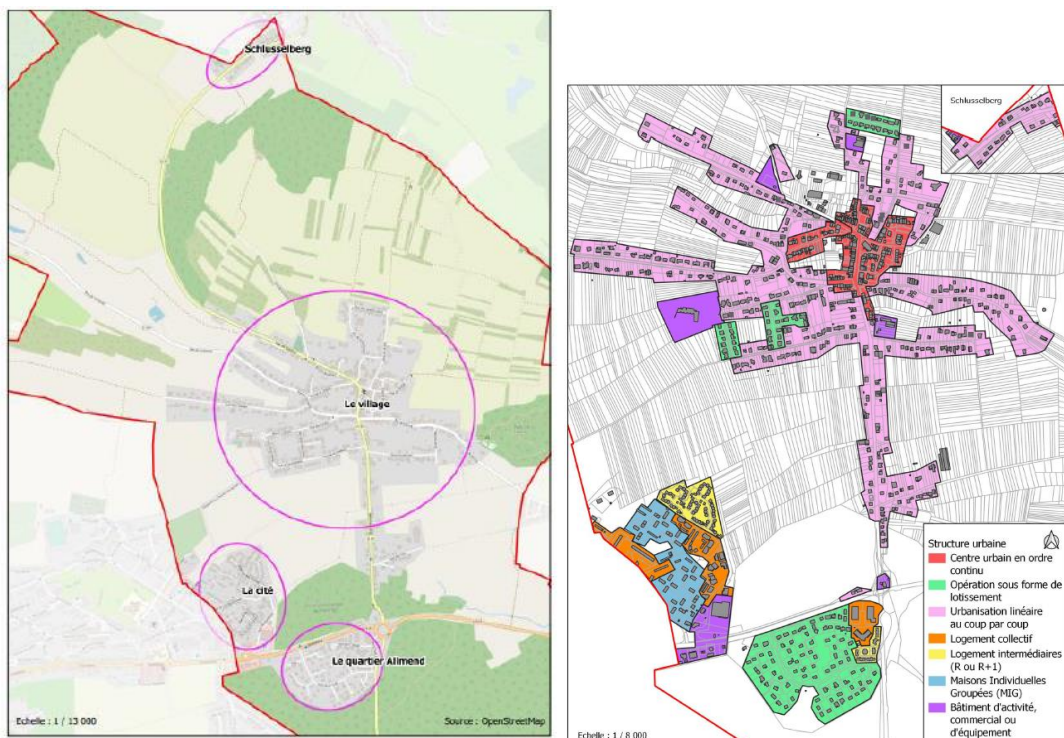 Schlusselberg
Le village
La cité
Le quartier Allmend
Echelle : 1 / 13 000
Source : OpenStreetMap
Schlusselberg
Structure urbaine
Centre urbain en ordre
continu
Opération sous forme de
lotissement
Urbanisation linéaire
au coup par coup
Logement collectif
Logement intermédiaires
(R ou R+1)
Maisons Individuelles
Groupées (MIG)
Bâtiment d'activité,
commercial ou
d'équipement
Echelle : 1 / 8 000